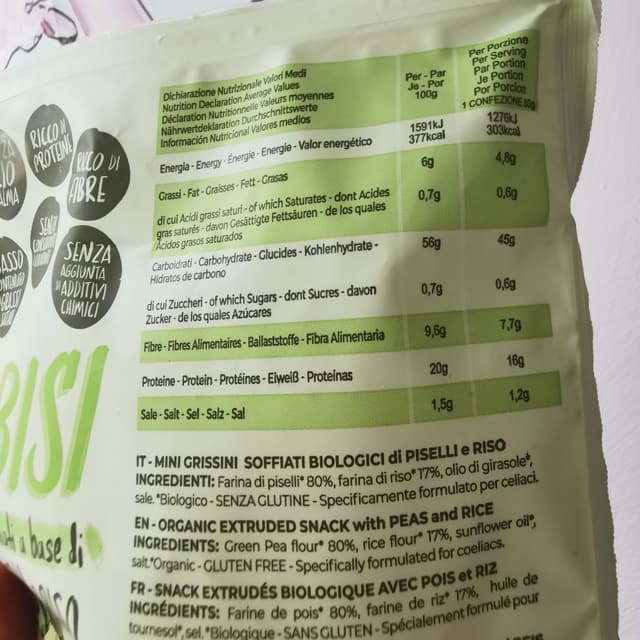 RICCO DI
PROTEINE
RICCO DI
FIBRE
SENZA
AGGIUNTA
DI ADDITIVI
CHIMICI
BISI
a base di
Dichiarazione Nutrizionale Valori Medi
Nutrition Declaration Average Values
Déclaration Nutritionnelle Valeurs moyennes
Nährwertdeklaration Durchschnittswerte
Información Nutricional Valores medios
Per - Par
Je - Por
100g
Per Porzione
Per Serving
Par Portion
Je Portion
Por Porcion
1 CONFEZIONE 80g
Energia - Energy - Énergie - Energie - Valor energético
1591kJ
377kcal
1276kJ
303kcal
Grassi - Fat - Graisses - Fett - Grasas
6g
4,8g
di cui Acidi grassi saturi - of which Saturates - dont Acides
gras saturés - davon Gesättigte Fettsäuren - de los quales
Ácidos grasos saturados
0,7g
0,6g
Carboidrati - Carbohydrate - Glucides - Kohlenhydrate -
Hidratos de carbono
56g
45g
di cui Zuccheri - of which Sugars - dont Sucres - davon
Zucker - de los quales Azúcares
0,7g
0,6g
Fibre - Fibres Alimentaires - Ballaststoffe - Fibra Alimentaria
9,6g
7,7g
Proteine - Protein - Protéines - Eiweiß - Proteínas
20g
16g
Sale - Salt - Sel - Salz - Sal
1,5g
1,2g
IT - MINI GRISSINI SOFFIATI BIOLOGICI di PISELLI e RISO
INGREDIENTI: Farina di piselli* 80%, farina di riso* 17%, olio di girasole*,
sale. *Biologico - SENZA GLUTINE - Specificamente formulato per celiaci.
EN - ORGANIC EXTRUDED SNACK with PEAS and RICE
INGREDIENTS: Green Pea flour* 80%, rice flour* 17%, sunflower oil*,
salt.*Organic - GLUTEN FREE - Specifically formulated for coeliacs.
FR - SNACK EXTRUDÉS BIOLOGIQUE AVEC POIS et RIZ
INGRÉDIENTS: Farine de pois* 80%, farine de riz* 17%, huile de
tournesol*, sel. *Biologique - SANS GLUTEN - Spécialement formulé pour